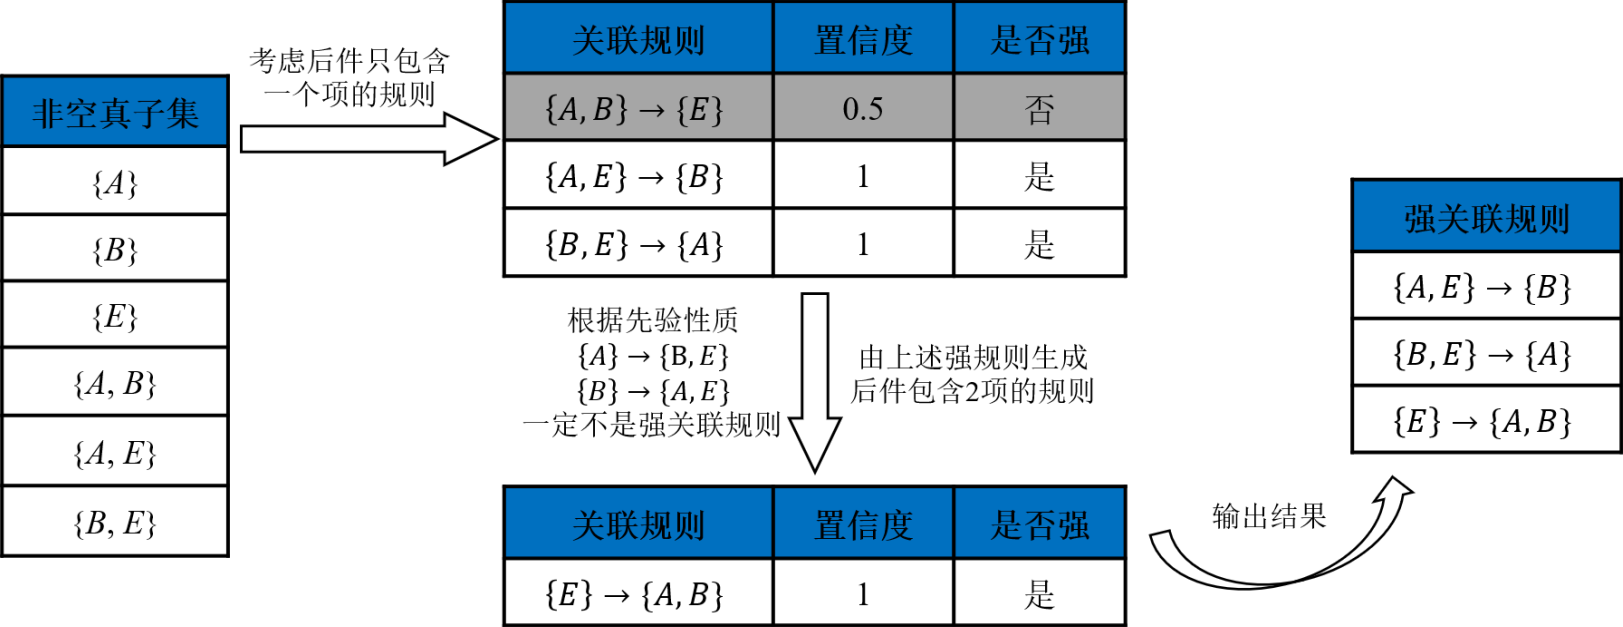 非空真子集
{A}
{B}
{E}
{A, B}
{A, E}
{B, E}
考虑后件只包含
一个项的规则
关联规则 置信度 是否强
{A, B} → {E} 0.5 否
{A, E} → {B} 1 是
{B, E} → {A} 1 是
根据先验性质
{A} → {B, E}
{B} → {A, E}
一定不是强关联规则
由上述强规则生成
后件包含2项的规则
关联规则 置信度 是否强
{E} → {A, B} 1 是
输出结果
强关联规则
{A, E} → {B}
{B, E} → {A}
{E} → {A, B}